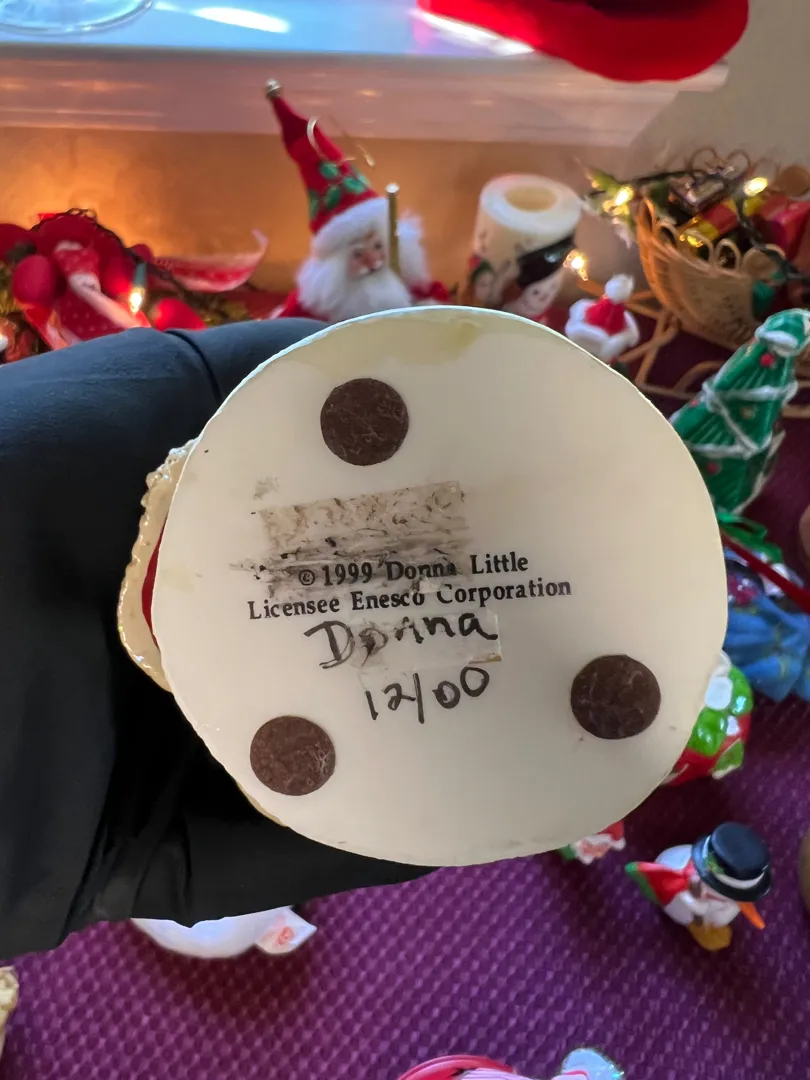 © 1999 Donna Little
Licensee Enesco Corporation
Donna
12/00